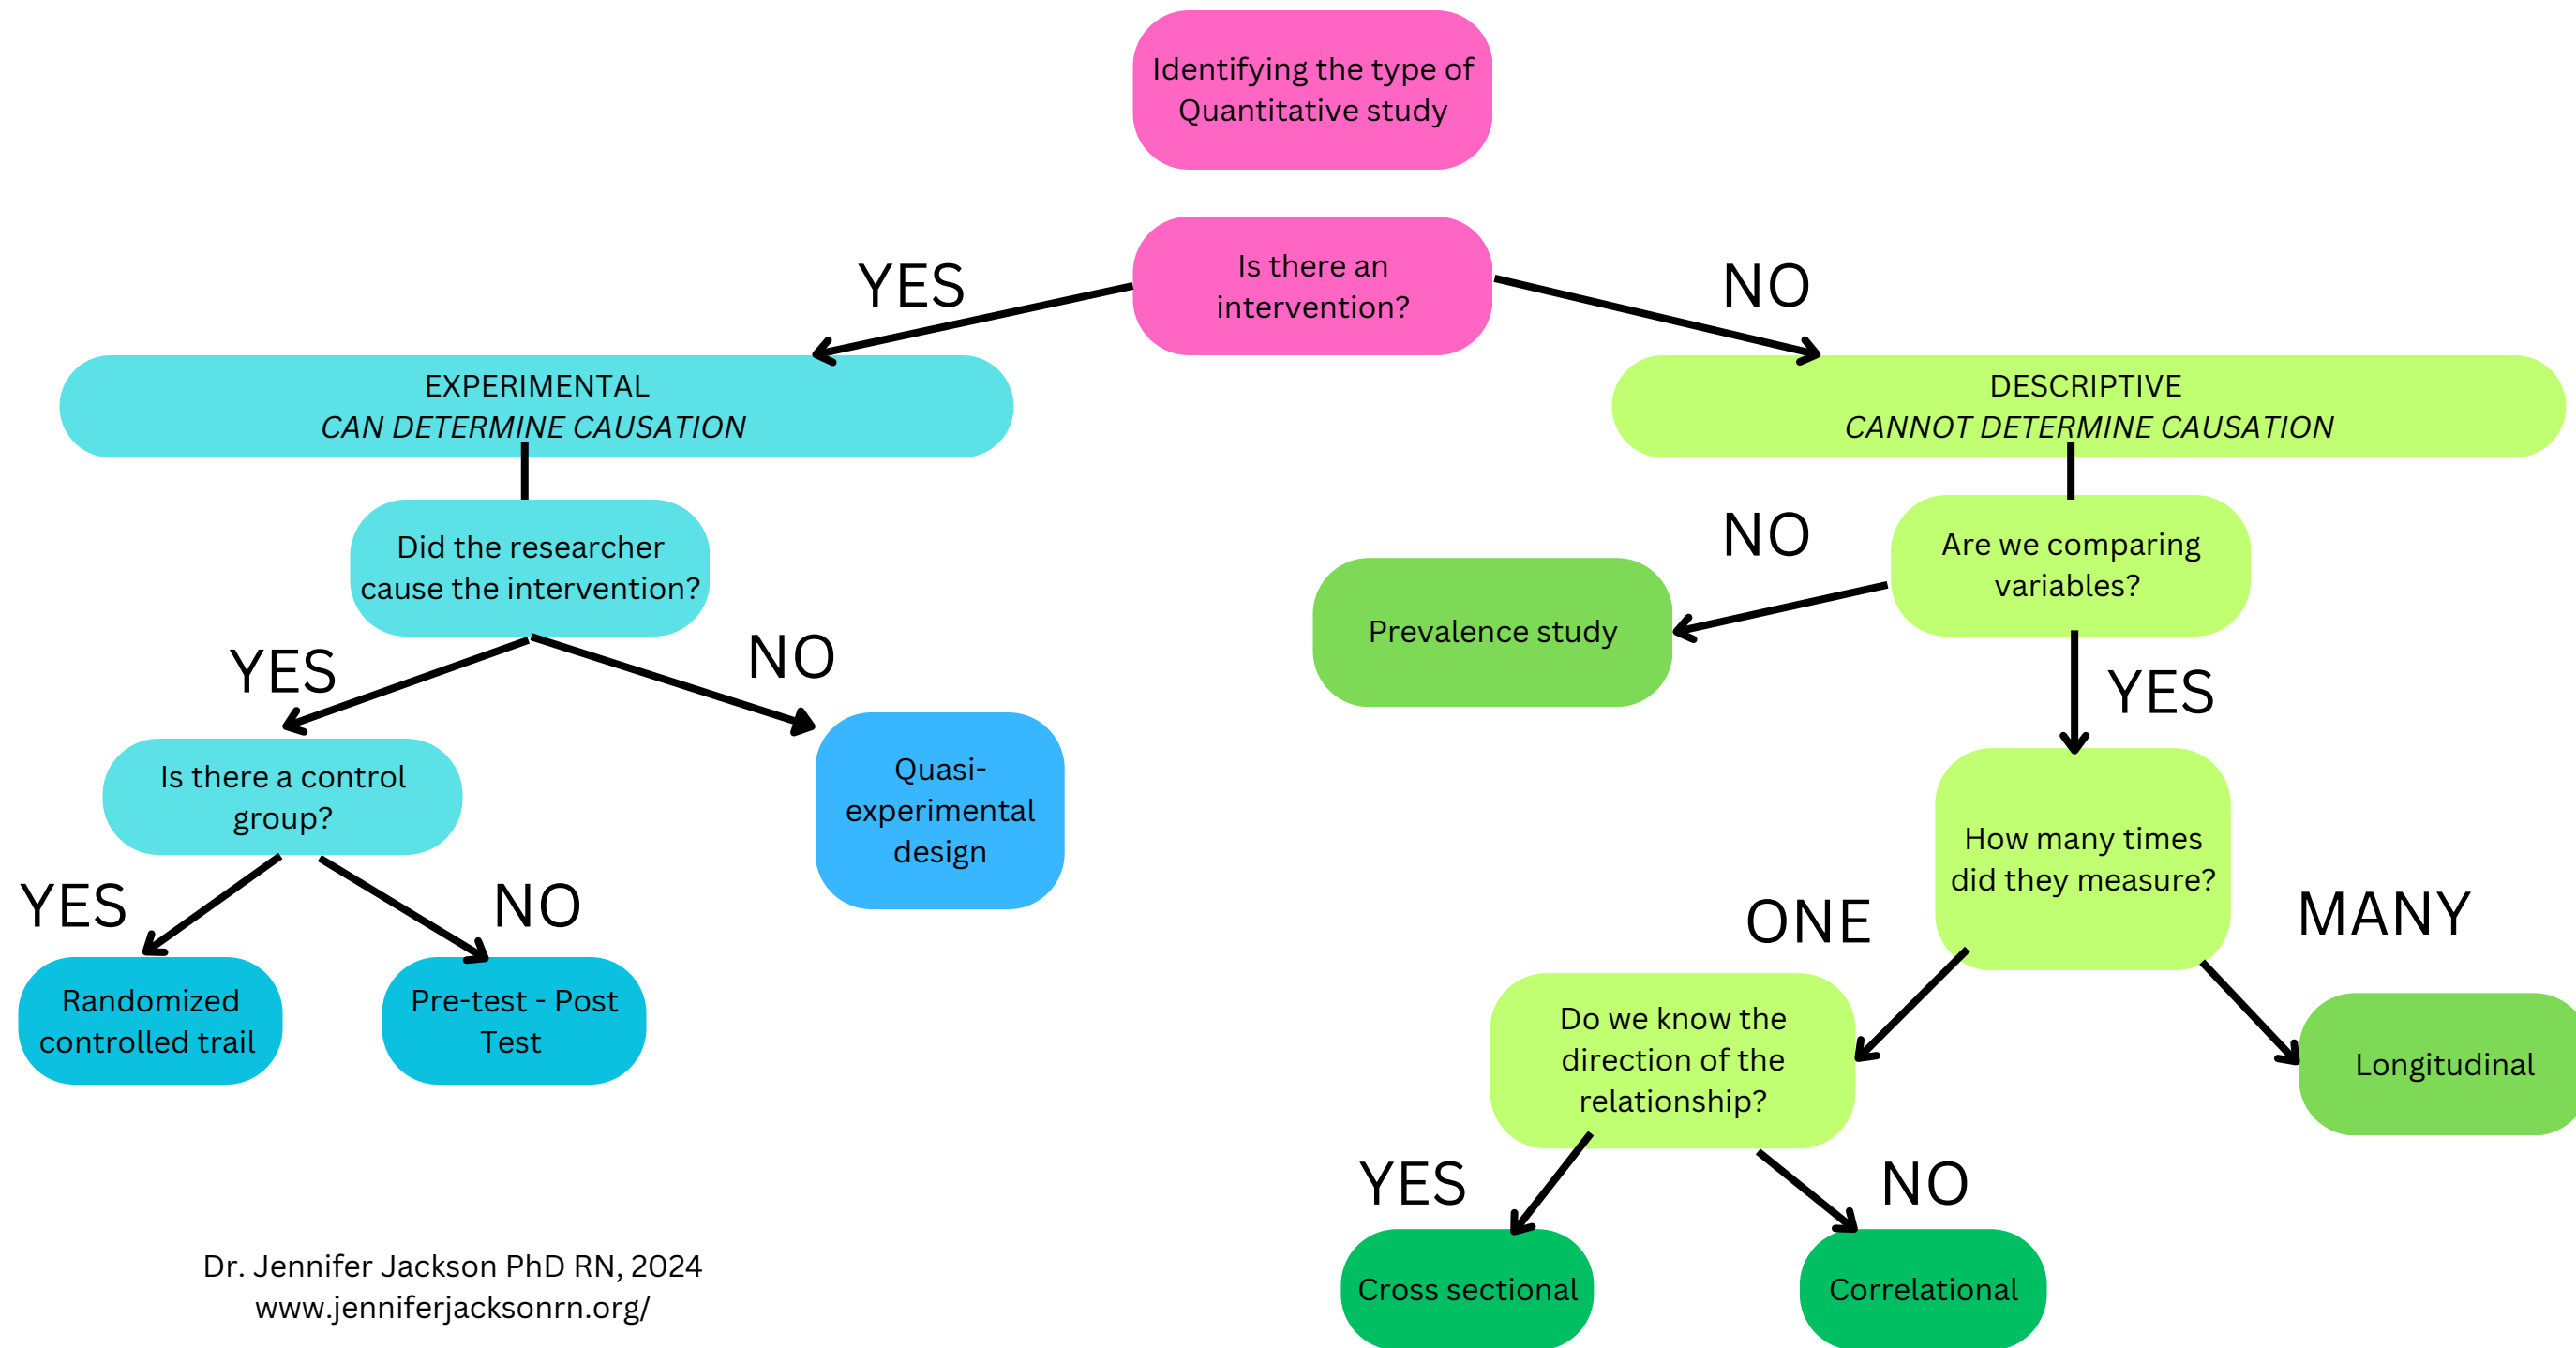 Identifying the type of
Quantitative study
Is there an
intervention?
YES
NO
EXPERIMENTAL
CAN DETERMINE CAUSATION
DESCRIPTIVE
CANNOT DETERMINE CAUSATION
Did the researcher
cause the intervention?
NO
Are we comparing
variables?
Prevalence study
YES
NO
YES
Is there a control
group?
Quasi-
experimental
design
How many times
did they measure?
YES
NO
ONE
MANY
Randomized
controlled trail
Pre-test - Post
Test
Do we know the
direction of the
relationship?
Longitudinal
YES
NO
Cross sectional
Correlational
Dr. Jennifer Jackson PhD RN, 2024
www.jenniferjacksonrn.org/